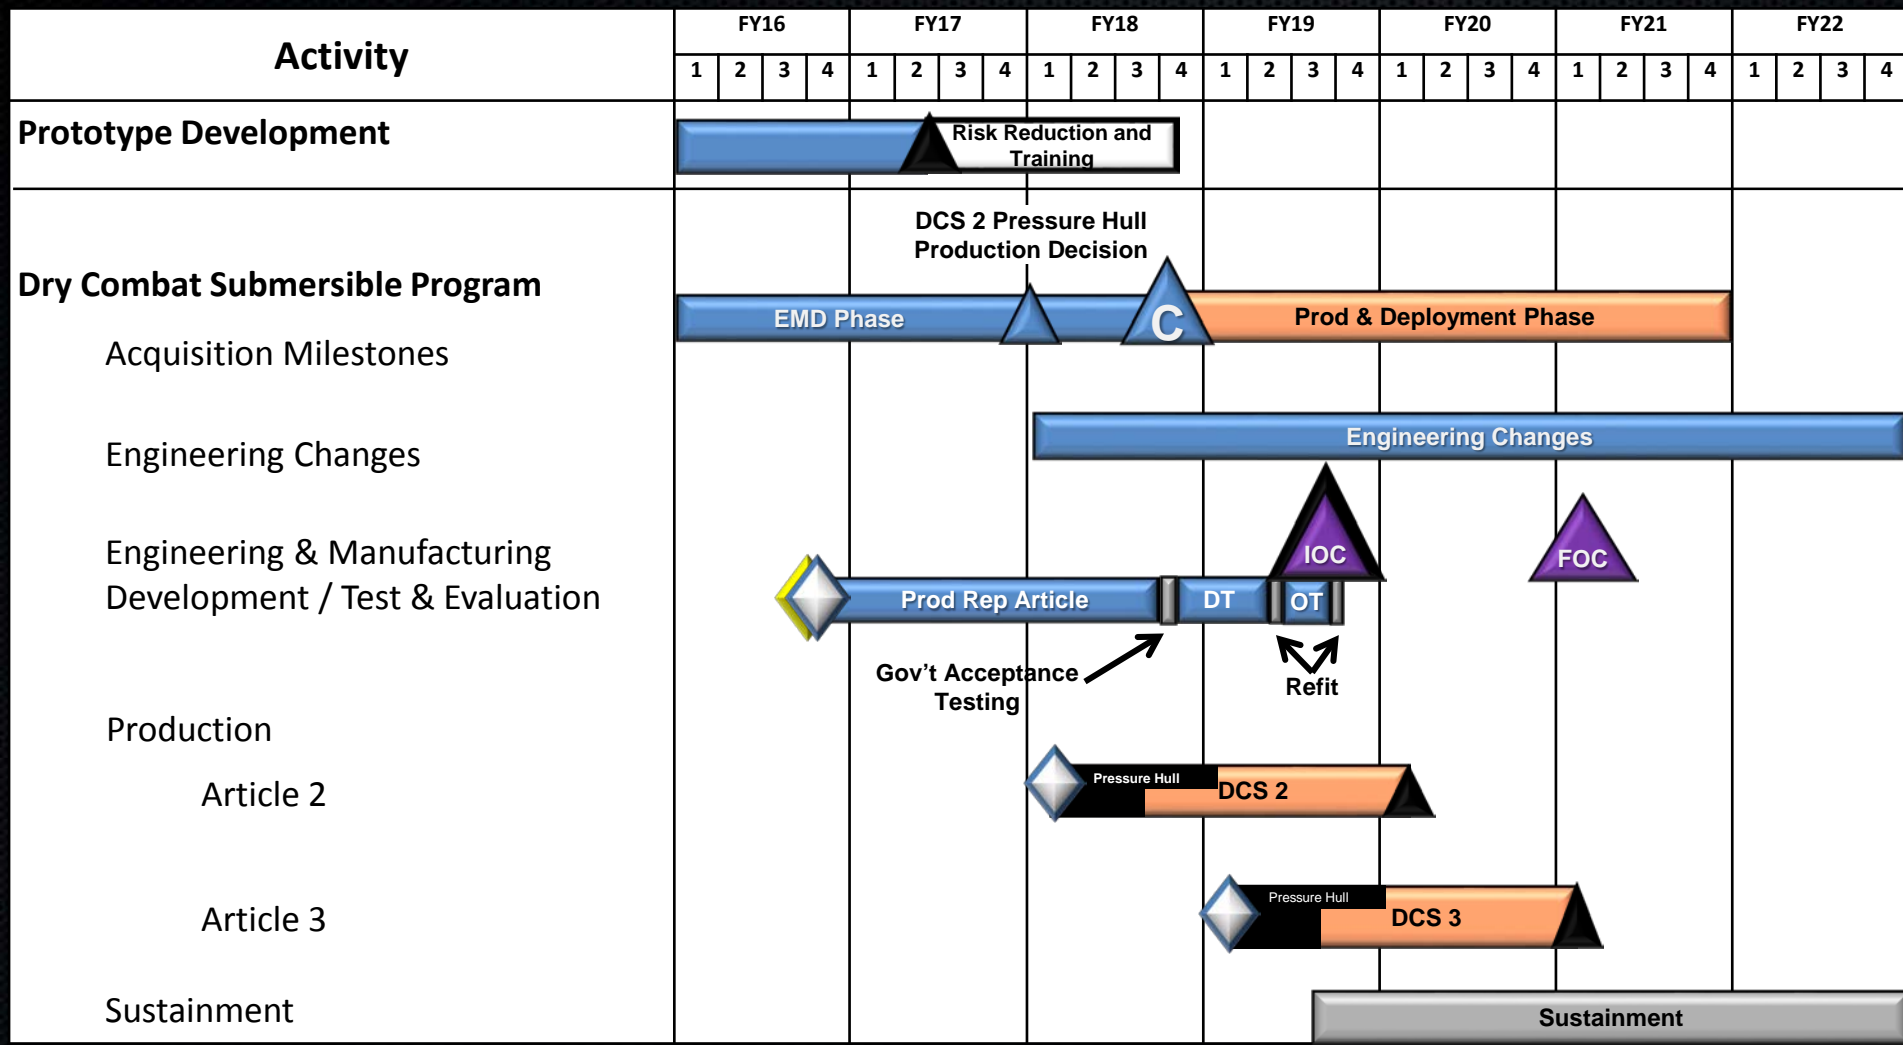 Activity
FY16 FY17 FY18 FY19 FY20 FY21 FY22
1 2 3 4 1 2 3 4 1 2 3 4 1 2 3 4 1 2 3 4 1 2 3 4 1 2 3 4
Prototype Development
Risk Reduction and
Training
DCS 2 Pressure Hull
Production Decision
Dry Combat Submersible Program
EMD Phase
C
Prod & Deployment Phase
Acquisition Milestones
Engineering Changes
Engineering Changes
Engineering & Manufacturing
Development / Test & Evaluation
IOC
FOC
Prod Rep Article
DT
OT
Gov't Acceptance
Testing
Refit
Production
Article 2
Pressure Hull
DCS 2
Article 3
Pressure Hull
DCS 3
Sustainment
Sustainment